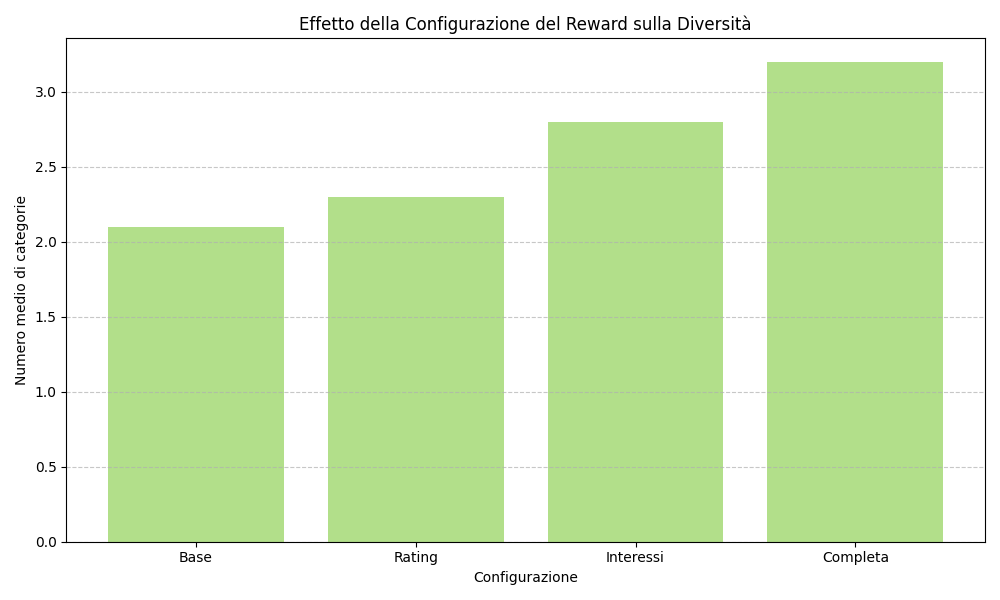 Effetto della Configurazione del Reward sulla Diversità
Numero medio di categorie
3.0
2.5
2.0
1.5
1.0
0.5
0.0
Base
Rating
Interessi
Completa
Configurazione